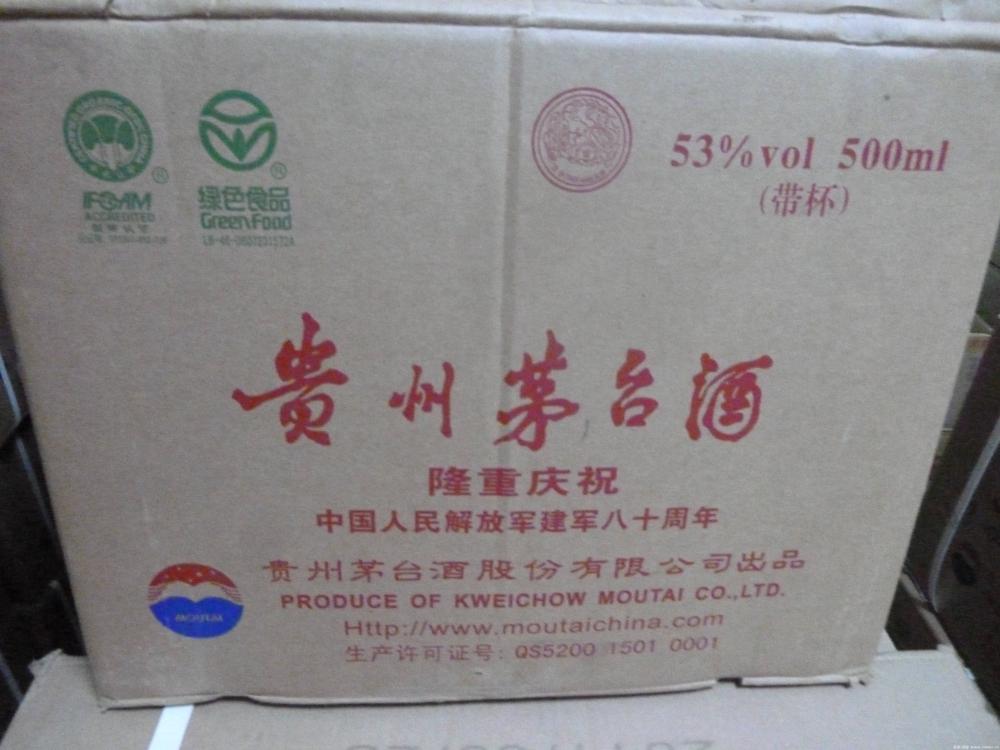 IFOAM
ACCREDITED
绿色食品
GreenFood
53%vol 500ml
(带杯)
贵州茅台酒
隆重庆祝
中国人民解放军建军八十周年
贵州茅台酒股份有限公司出品
PRODUCE OF KWEICHOW MOUTAI CO.,LTD.
MOUTAI
Http://www.moutaichina.com
生产许可证号: QS5200 1501 0001